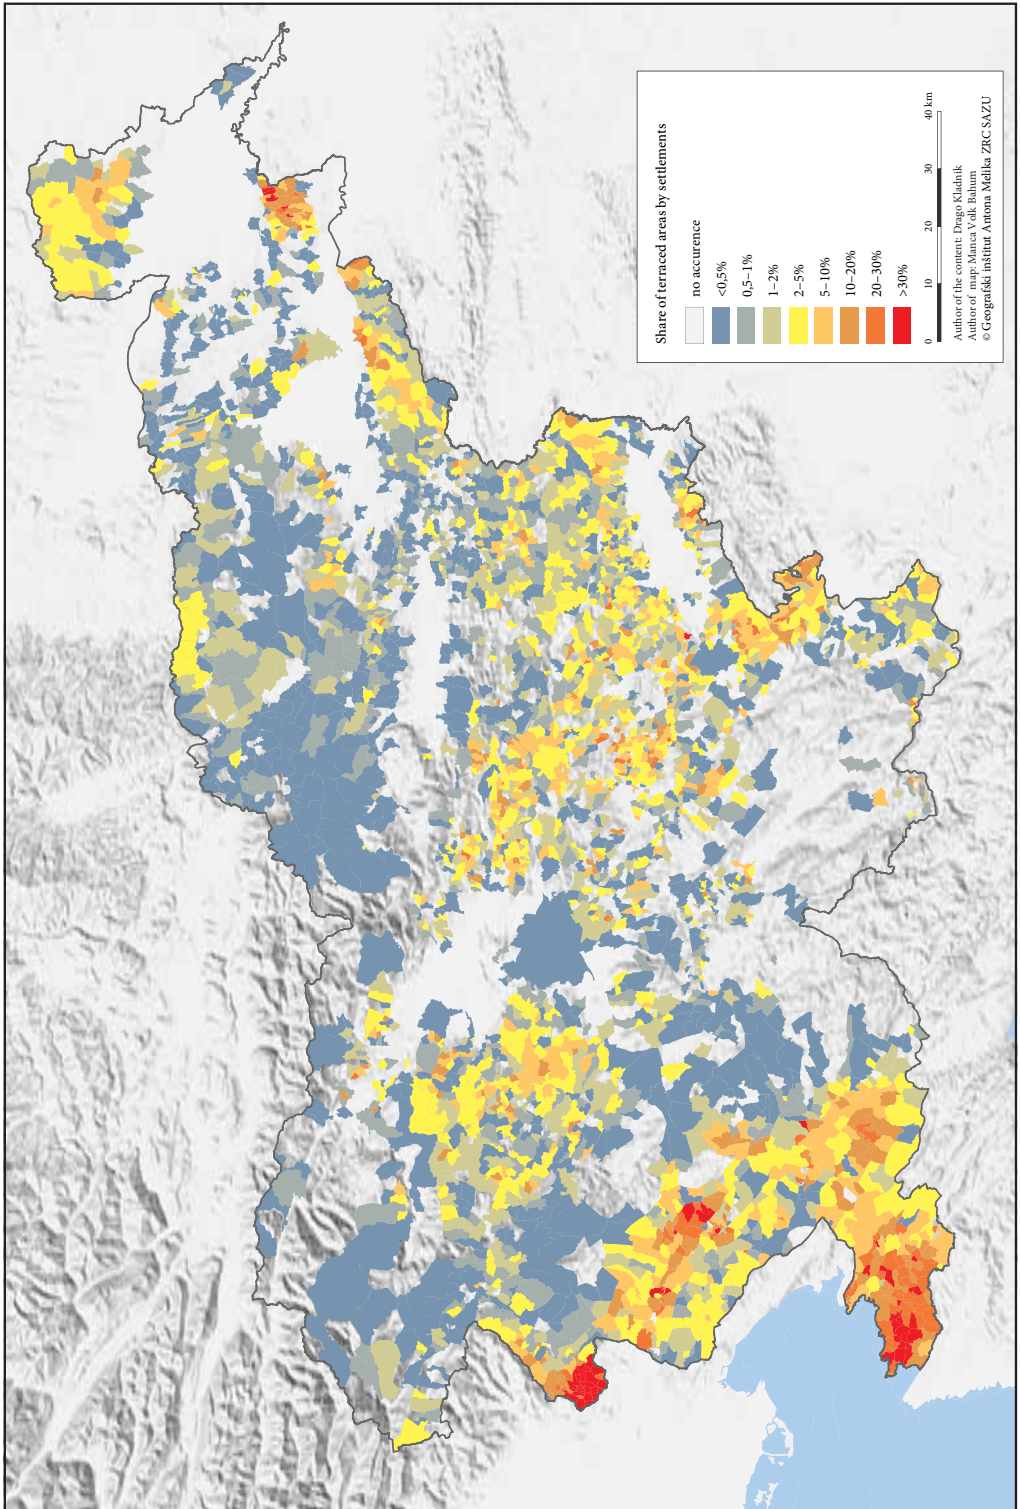 Share of terraced areas by settlements
no accurence
<0,5%
0,5–1%
1–2%
2–5%
5–10%
10–20%
20–30%
>30%
0 10 20 30 40 km
Author of the content: Drago Kladnik
Author of map: Manca Volk Bahun
© Geografski inštitut Antona Melika ZRC SAZU